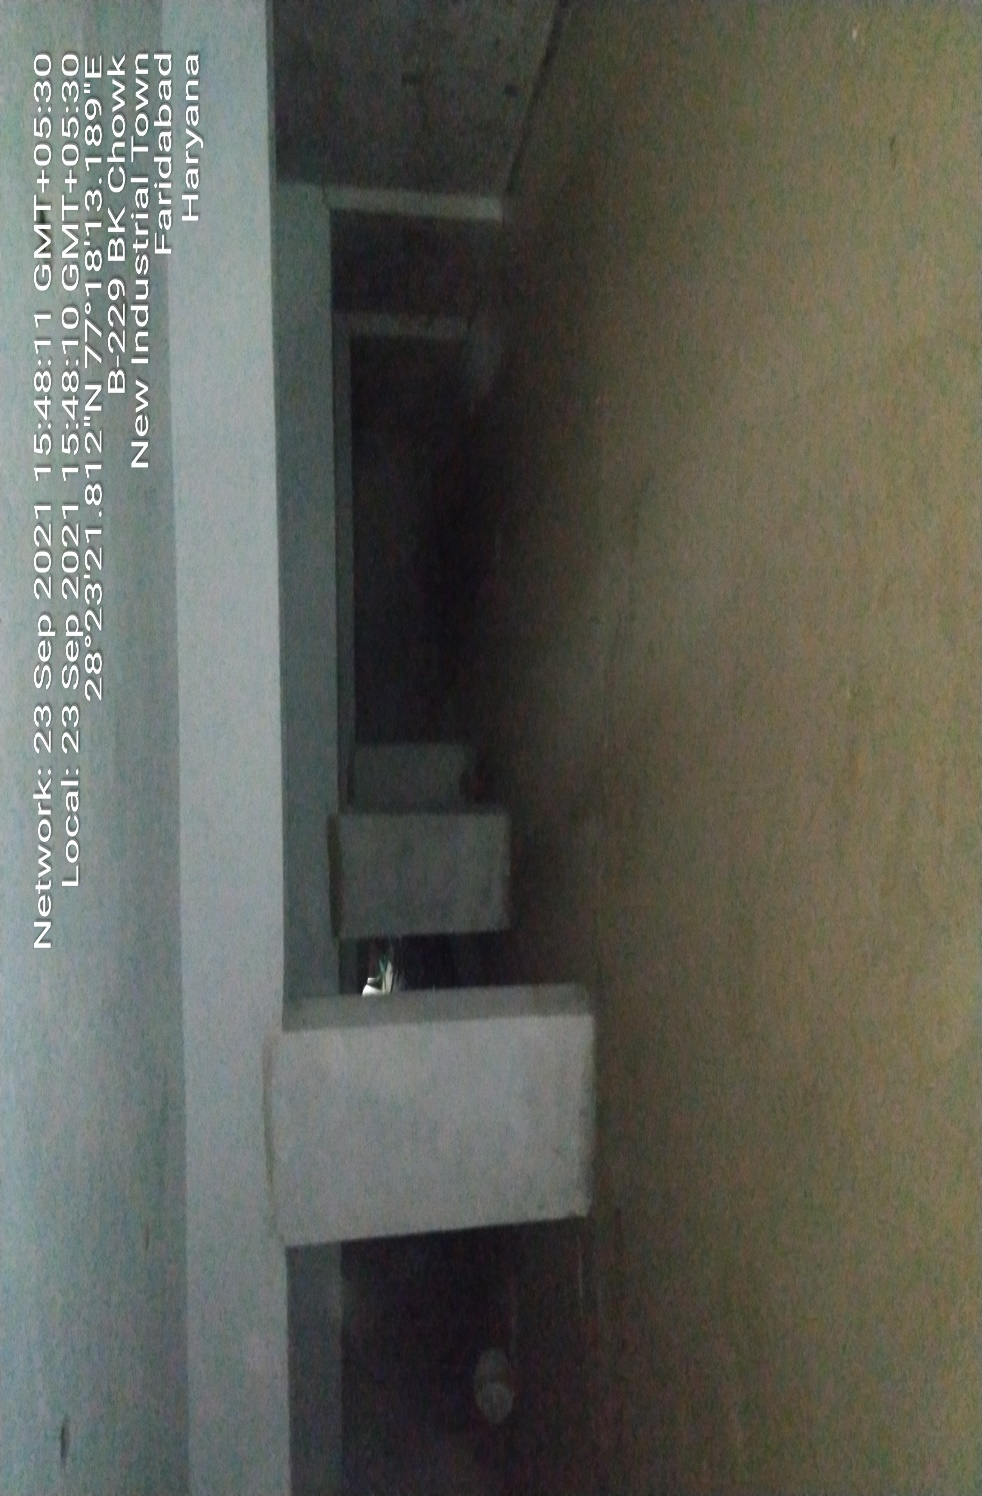 Network: 23 Sep 2021 15:48:11 GMT+05:30
Local: 23 Sep 2021 15:48:10 GMT+05:30
28°23'21.812"N 77°18'13.189"E
B-229 BK Chowk
New Industrial Town
Faridabad
Haryana